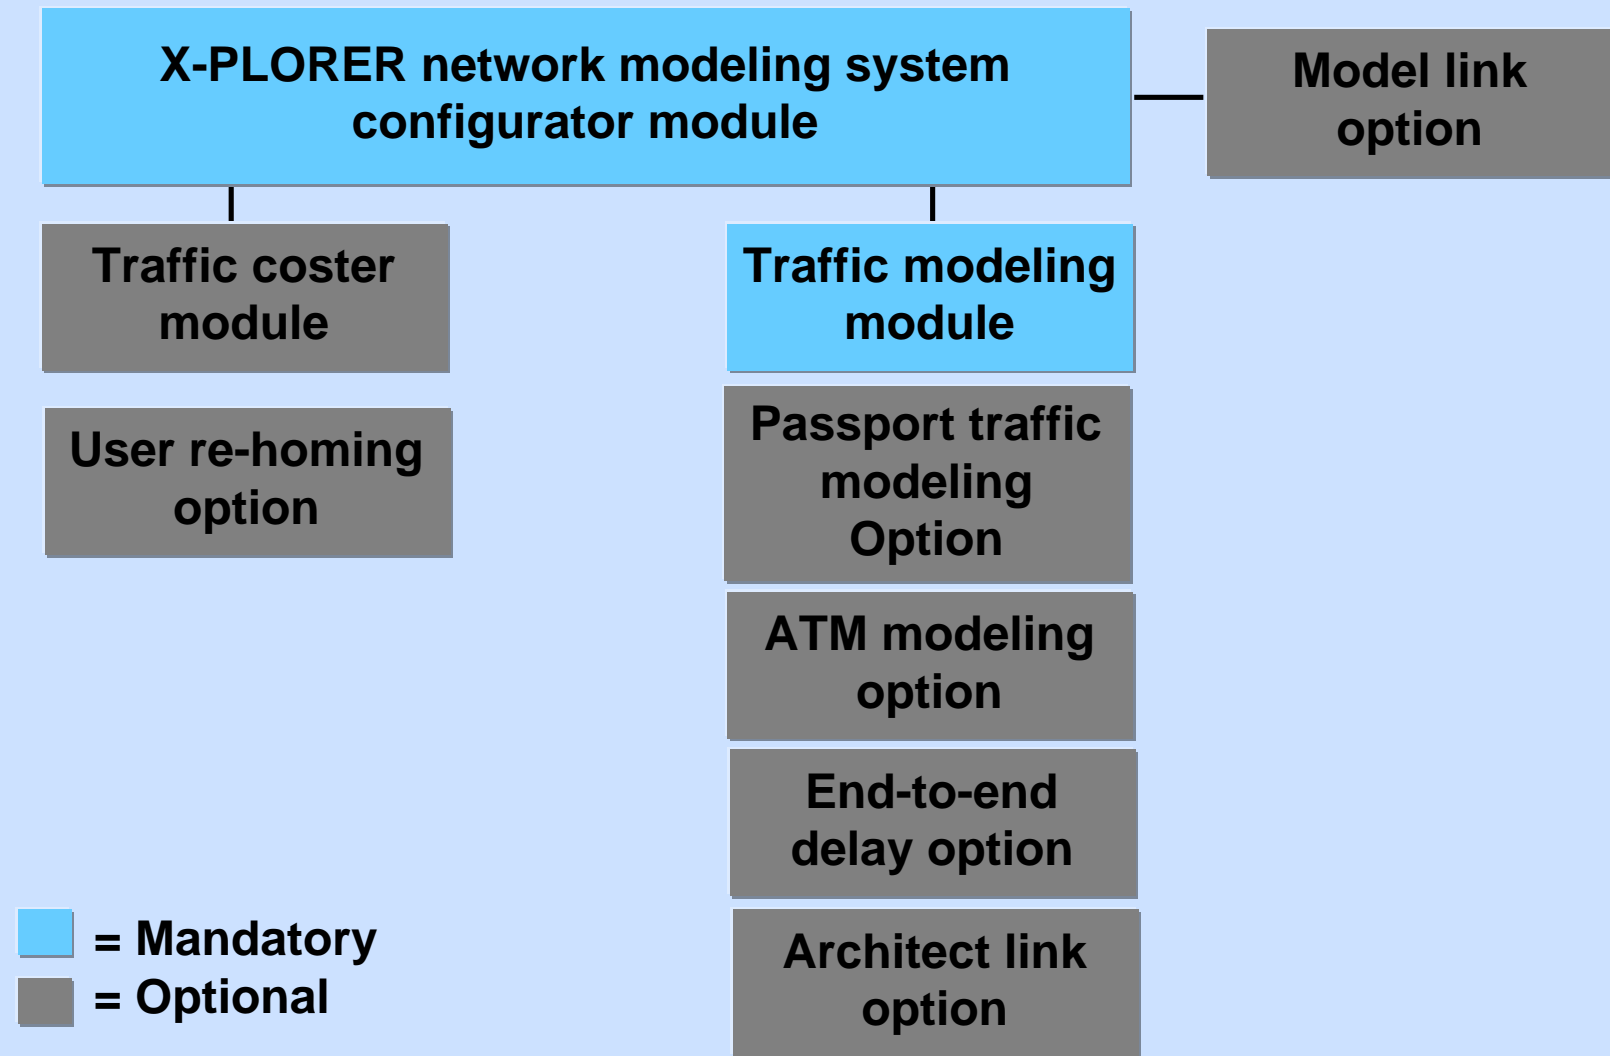 X-PLORER network modeling system
configurator module
Model link
option
Traffic coster
module
Traffic modeling
module
User re-homing
option
Passport traffic
modeling
Option
ATM modeling
option
End-to-end
delay option
Architect link
option
= Mandatory
= Optional